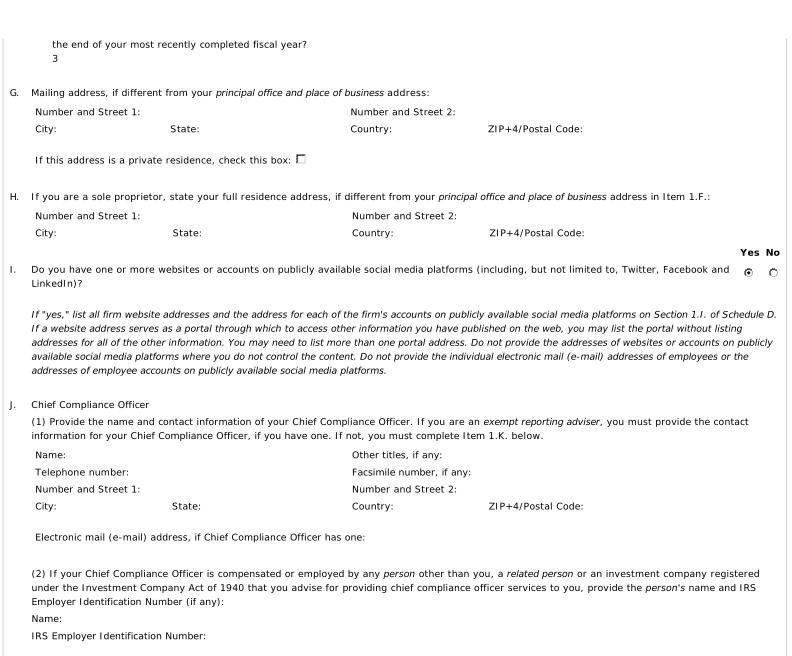 the end of your most recently completed fiscal year?
3
G. Mailing address, if different from your principal office and place of business address:
Number and Street 1: Number and Street 2:
City: State: Country: ZIP+4/Postal Code:
If this address is a private residence, check this box:
H. If you are a sole proprietor, state your full residence address, if different from your principal office and place of business address in Item 1.F.:
Number and Street 1: Number and Street 2:
City: State: Country: ZIP+4/Postal Code:
Yes No
I. Do you have one or more websites or accounts on publicly available social media platforms (including, but not limited to, Twitter, Facebook and
LinkedIn)?
If "yes," list all firm website addresses and the address for each of the firm's accounts on publicly available social media platforms on Section 1.I. of Schedule D.
If a website address serves as a portal through which to access other information you have published on the web, you may list the portal without listing
addresses for all of the other information. You may need to list more than one portal address. Do not provide the addresses of websites or accounts on publicly
available social media platforms where you do not control the content. Do not provide the individual electronic mail (e-mail) addresses of employees or the
addresses of employee accounts on publicly available social media platforms.
J. Chief Compliance Officer
(1) Provide the name and contact information of your Chief Compliance Officer. If you are an exempt reporting adviser, you must provide the contact
information for your Chief Compliance Officer, if you have one. If not, you must complete Item 1.K. below.
Name: Other titles, if any:
Telephone number: Facsimile number, if any:
Number and Street 1: Number and Street 2:
City: State: Country: ZIP+4/Postal Code:
Electronic mail (e-mail) address, if Chief Compliance Officer has one:
(2) If your Chief Compliance Officer is compensated or employed by any person other than you, a related person or an investment company registered
under the Investment Company Act of 1940 that you advise for providing chief compliance officer services to you, provide the person's name and IRS
Employer Identification Number (if any):
Name:
IRS Employer Identification Number: